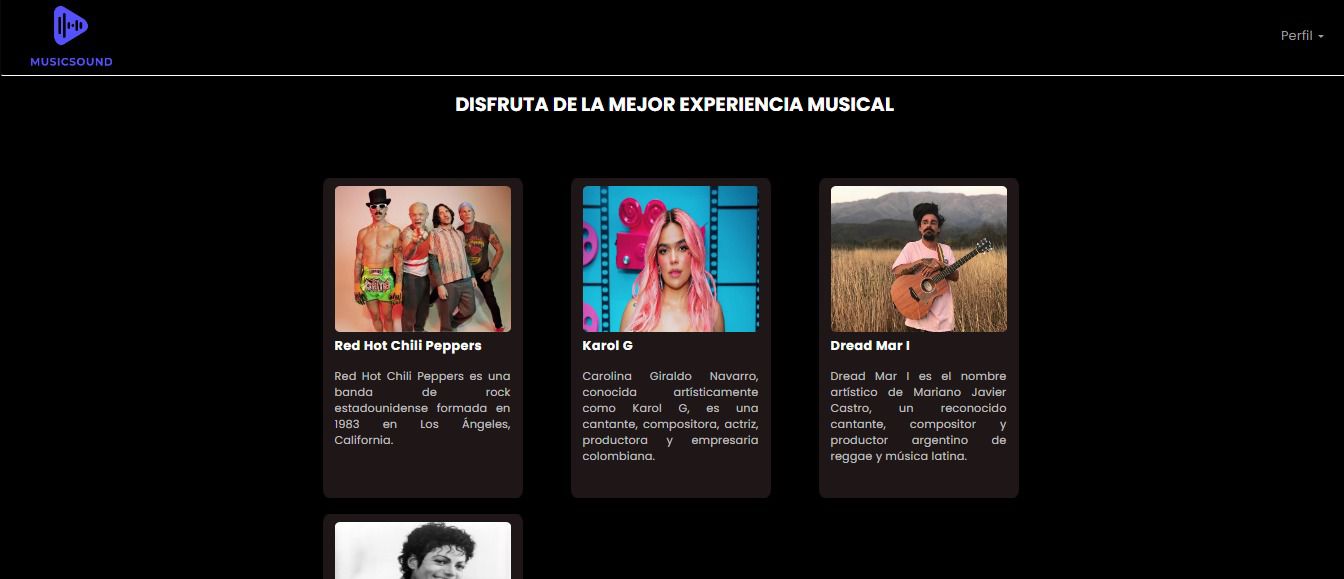 MUSICSOUND
Perfil
DISFRUTA DE LA MEJOR EXPERIENCIA MUSICAL
Red Hot Chili Peppers
Red Hot Chili Peppers es una
banda de rock
estadounidense formada en
1983 en Los Ángeles,
California.
Karol G
Carolina Giraldo Navarro,
conocida artísticamente
como Karol G, es una
cantante, compositora, actriz,
productora y empresaria
colombiana.
Dread Mar I
Dread Mar I es el nombre
artístico de Mariano Javier
Castro, un reconocido
cantante, compositor y
productor argentino de
reggae y música latina.